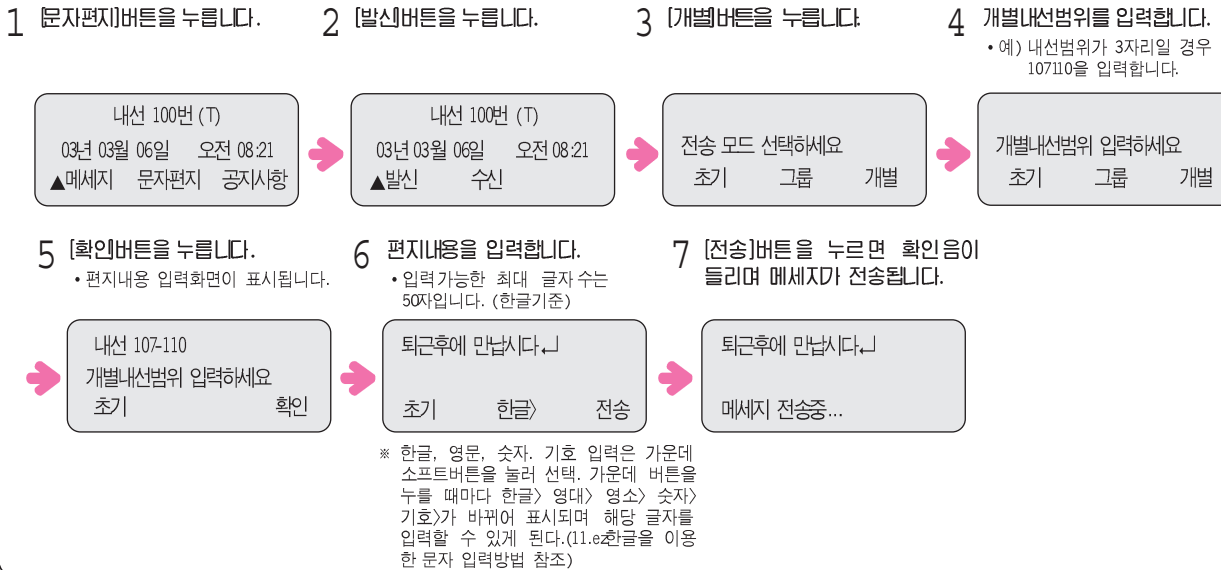 1 [문자편지]버튼을 누릅니다.
내선 100번 (T)
03년 03월 06일 오전 08:21
▲메세지 문자편지 공지사항
2 [발신]버튼을 누릅니다.
내선 100번 (T)
03년 03월 06일 오전 08:21
▲발신 수신
3 [개별]버튼을 누릅니다.
전송 모드 선택하세요
초기 그룹 개별
4 개별내선범위를 입력합니다.
• 예) 내선범위가 3자리일 경우
107110을 입력합니다.
개별내선범위 입력하세요
초기 그룹 개별
5 [확인]버튼을 누릅니다.
• 편지내용 입력화면이 표시됩니다.
내선 107-110
개별내선범위 입력하세요
초기 확인
6 편지내용을 입력합니다.
• 입력가능한 최대 글자수는
50자입니다. (한글기준)
퇴근후에 만납시다↵
초기 한글〉 전송
※ 한글, 영문, 숫자. 기호 입력은 가운데
소프트버튼을 눌러 선택. 가운데 버튼을
누를 때마다 한글〉 영대〉 영소〉 숫자〉
기호〉가 바뀌어 표시되며 해당 글자를
입력할 수 있게 된다.(11.ez한글을 이용
한 문자 입력방법 참조)
7 [전송]버튼을 누르면 확인음이
들리며 메세지가 전송됩니다.
퇴근후에 만납시다↵
메세지 전송중...